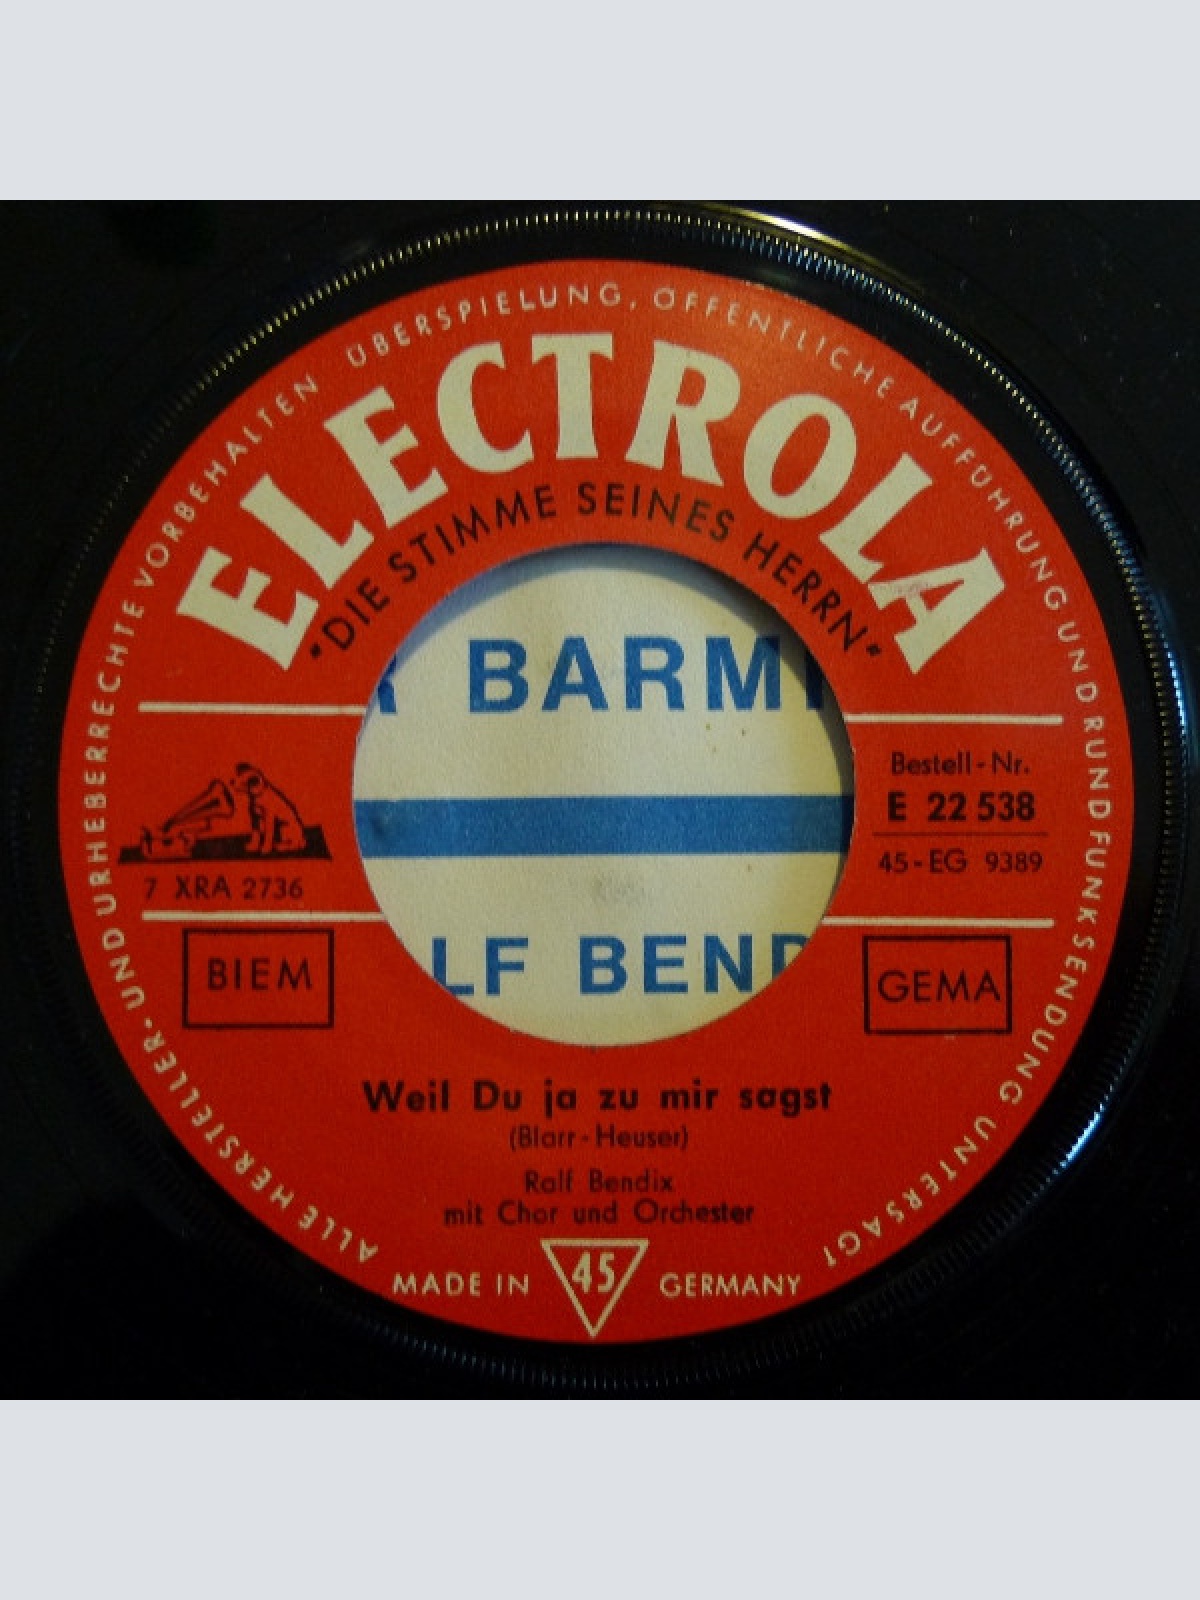 ALLE HERSTELLER- UND URHEBERRECHTE VORBEHALTEN ÜBERSPIELUNG, ÖFFENTLICHE AUFFÜHRUNG UND RUNDFUNKSENDUNG UNTERSAGT
ELECTROLA
"DIE STIMME SEINES HERRN"
BARM
Bestell-Nr.
E 22 538
45-EG 9389
7 XRA 2736
BIEM
LF BEND
GEMA
Weil Du ja zu mir sagst
(Blarr-Heuser)
Ralf Bendix
mit Chor und Orchester
MADE IN 45 GERMANY